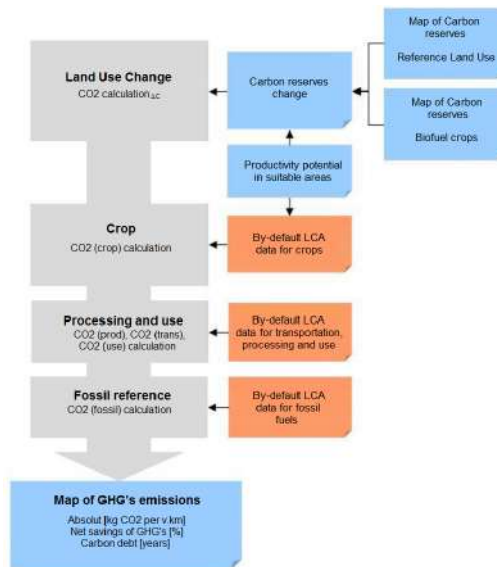 Map of Carbon
reserves
Reference Land Use
Land Use Change
CO2 calculation ΔC
Carbon reserves
change
Map of Carbon
reserves
Biofuel crops
Productivity potential
in suitable areas
Crop
CO2 (crop) calculation
By-default LCA
data for crops
Processing and use
CO2 (prod), CO2 (trans),
CO2 (use) calculation
By-default LCA
data for transportation,
processing and use
Fossil reference
CO2 (fossil) calculation
By-default LCA
data for fossil
fuels
Map of GHG's emissions
Absolut [kg CO2 per v.km]
Net savings of GHG's [%]
Carbon debt [years]